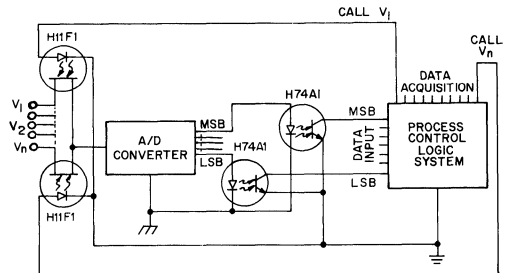 CALL V1
H11F1
CALL
Vn
DATA
ACQUISITION
H74A1
V1
V2
Vn
MSB
A/D
CONVERTER
LSB
H74A1
MSB
DATA
INPUT
LSB
PROCESS
CONTROL
LOGIC
SYSTEM
H11F1